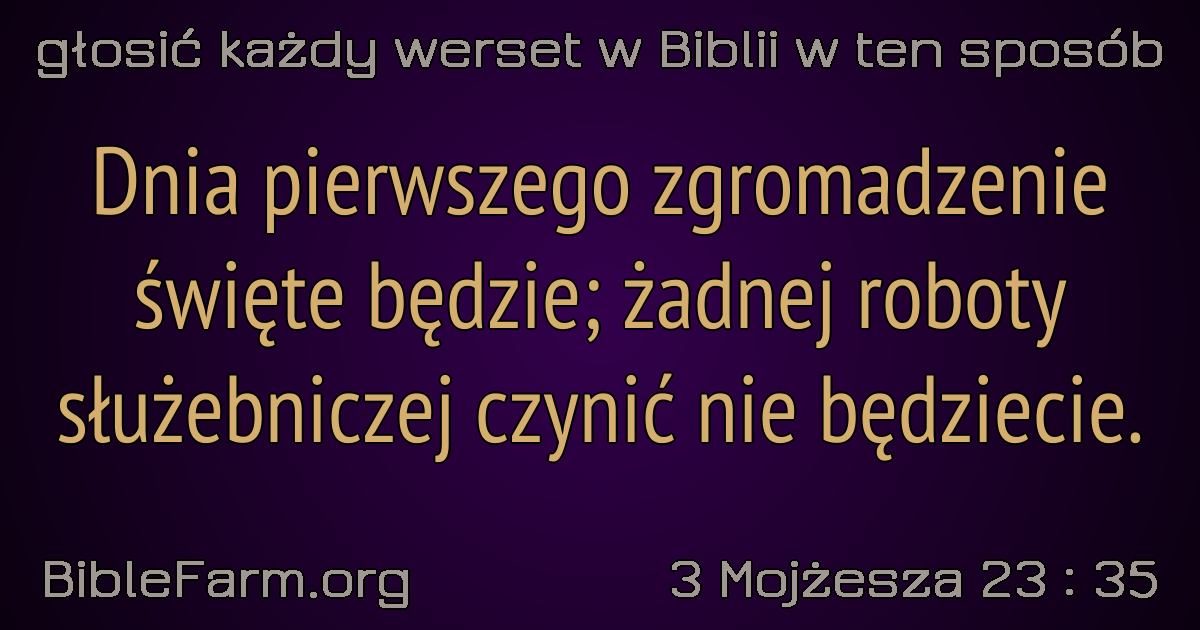 głosić każdy werset w Biblii w ten sposób
Dnia pierwszego zgromadzenie
święte będzie; żadnej roboty
służebniczej czynić nie będziecie.
BibleFarm.org
3 Mojżesza 23 : 35